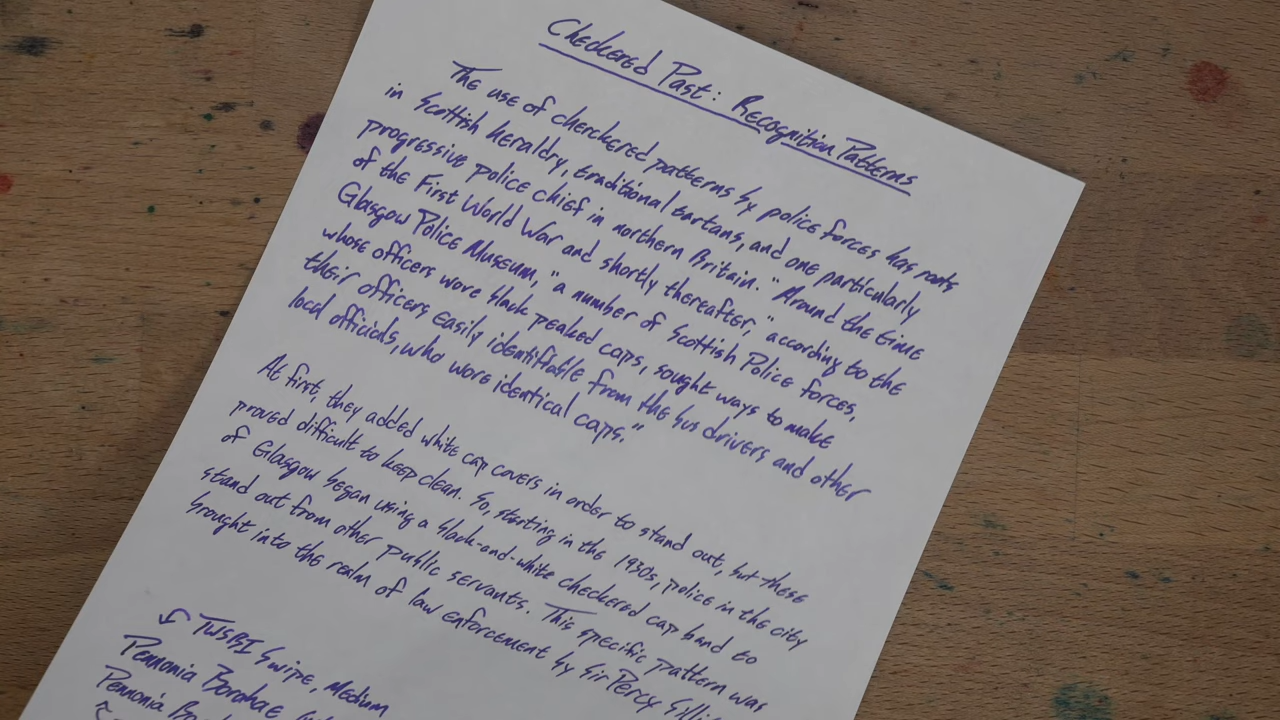 Checkered Past: Recognition Patterns
The use of cherckered patterns by police forces has roots
in Scottish heraldry, traditional tartans, and one particularly
progressive police chief in northern Britain. "Around the time
of the First World War and shortly thereafter," according to the
Glasgow Police Museum, "a number of Scottish Police forces,
whose officers wore black peaked caps, sought ways to make
their officers easily identifiable from the bus drivers and other
local officials, who wore identical caps."
At first, they added white cap covers in order to stand out, but these
proved difficult to keep clean. So, starting in the 1930s, police in the city
of Glasgow began using a black-and-white checkered cap band to
stand out from other public servants. This specific pattern was
brought into the realm of law enforcement by Sir Percy
TWSBI Swipe, Medium
Pennonia
Pennonia